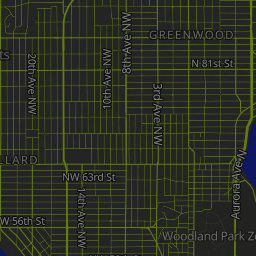 GREENWOOD
N 81st St
20th Ave NW
10th Ave NW
8th Ave NW
3rd Ave NW
LLARD
NW 63rd St
14th Ave NW
W 56th St
Aurora Ave N
Woodland Park Zo